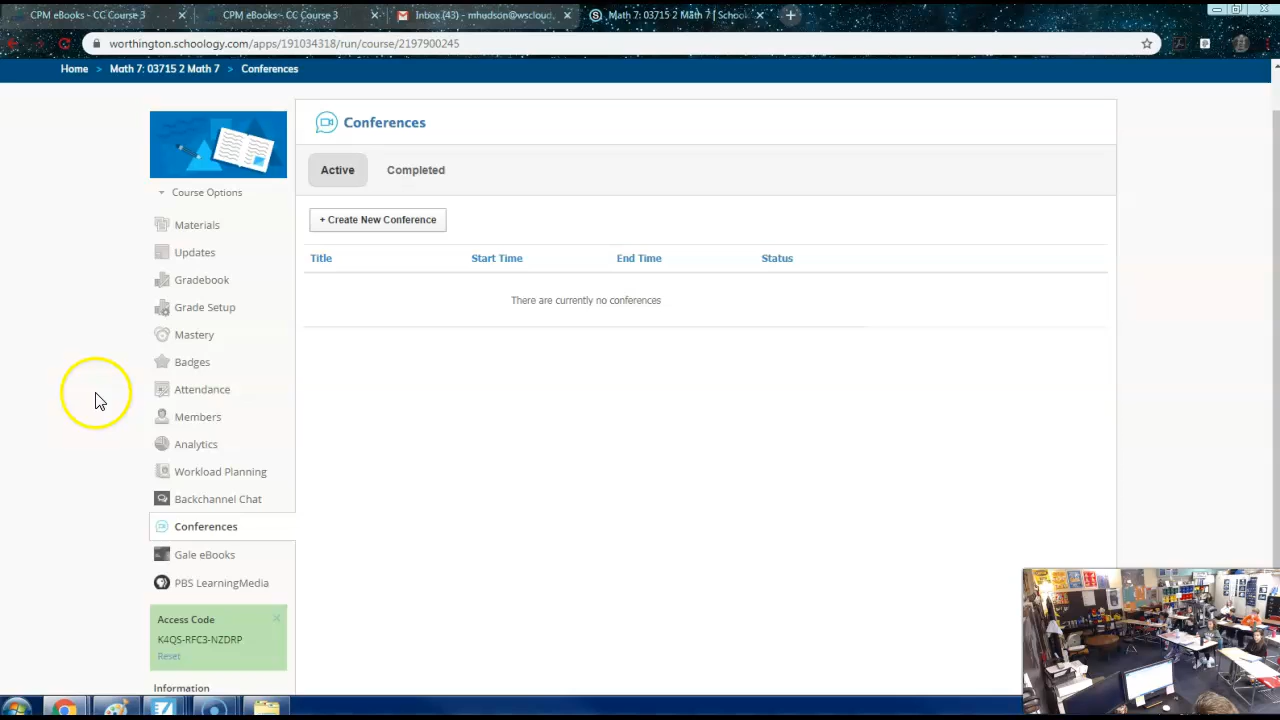 CPM eBooks - CC Course 3
CPM eBooks - CC Course 3
Inbox (43) - mhudson@wscloud
Math 7: 03715 2 Math 7 | School
worthington.schoology.com/apps/191034318/run/course/2197900245
Home > Math 7: 03715 2 Math 7 > Conferences
Conferences
Active
Completed
+ Create New Conference
Title Start Time End Time Status
There are currently no conferences
Course Options
Materials
Updates
Gradebook
Grade Setup
Mastery
Badges
Attendance
Members
Analytics
Workload Planning
Backchannel Chat
Conferences
Gale eBooks
PBS LearningMedia
Access Code
K4QS-RFC3-NZDRP
Reset
Information